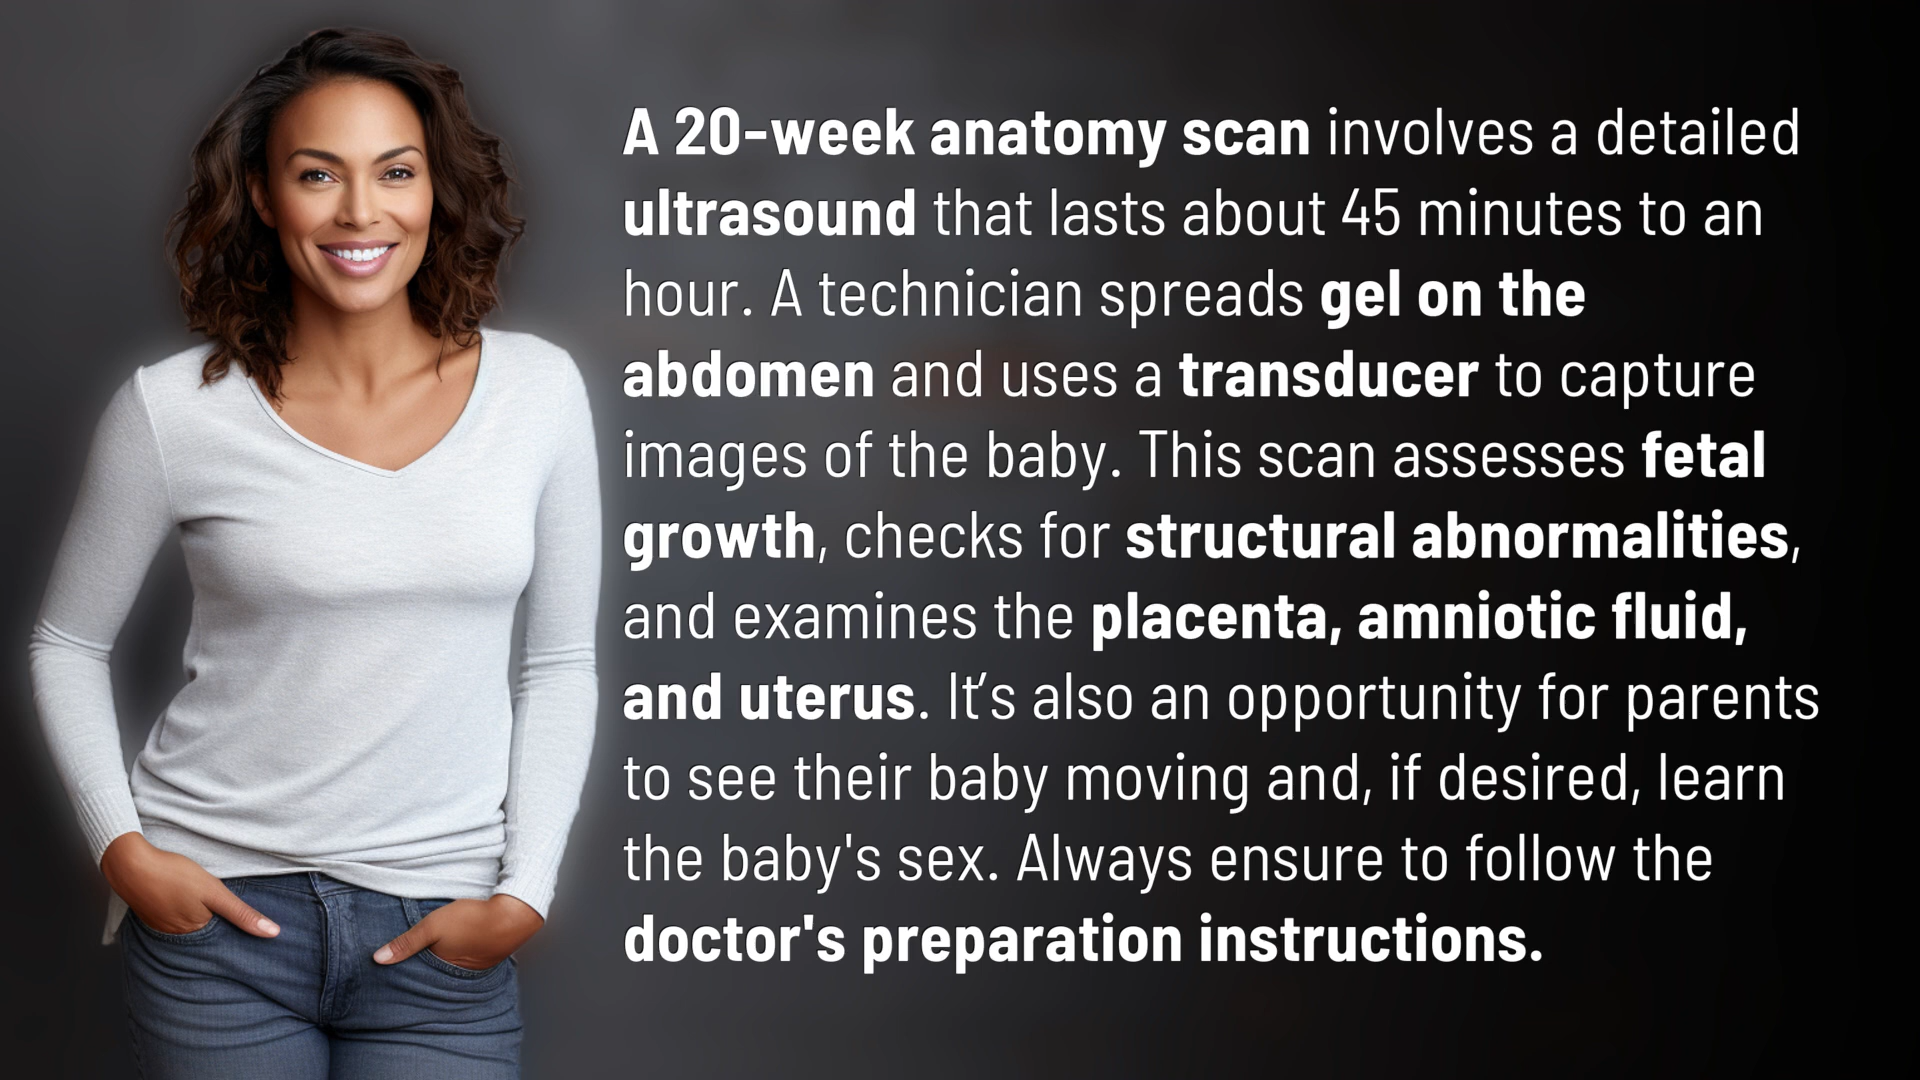 A 20-week anatomy scan involves a detailed
ultrasound that lasts about 45 minutes to an
hour. A technician spreads gel on the
abdomen and uses a transducer to capture
images of the baby. This scan assesses fetal
growth, checks for structural abnormalities,
and examines the placenta, amniotic fluid,
and uterus. It’s also an opportunity for parents
to see their baby moving and, if desired, learn
the baby's sex. Always ensure to follow the
doctor's preparation instructions.